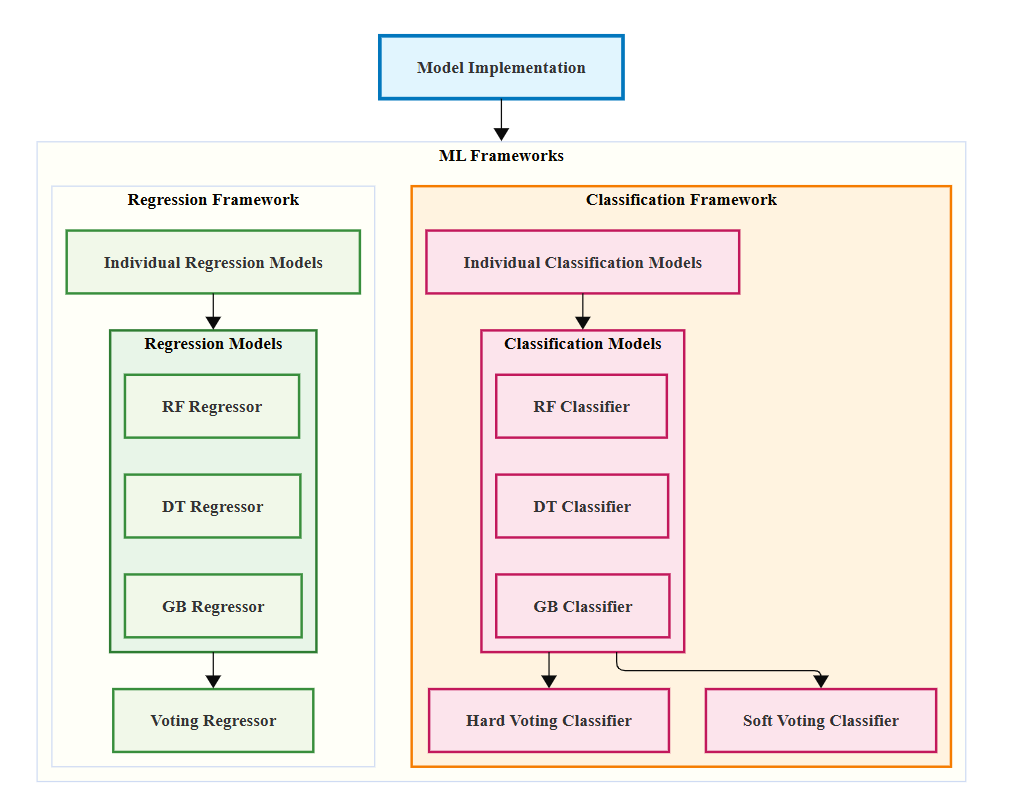 Model Implementation
ML Frameworks
Regression Framework
Individual Regression Models
Regression Models
RF Regressor
DT Regressor
GB Regressor
Voting Regressor
Classification Framework
Individual Classification Models
Classification Models
RF Classifier
DT Classifier
GB Classifier
Hard Voting Classifier
Soft Voting Classifier